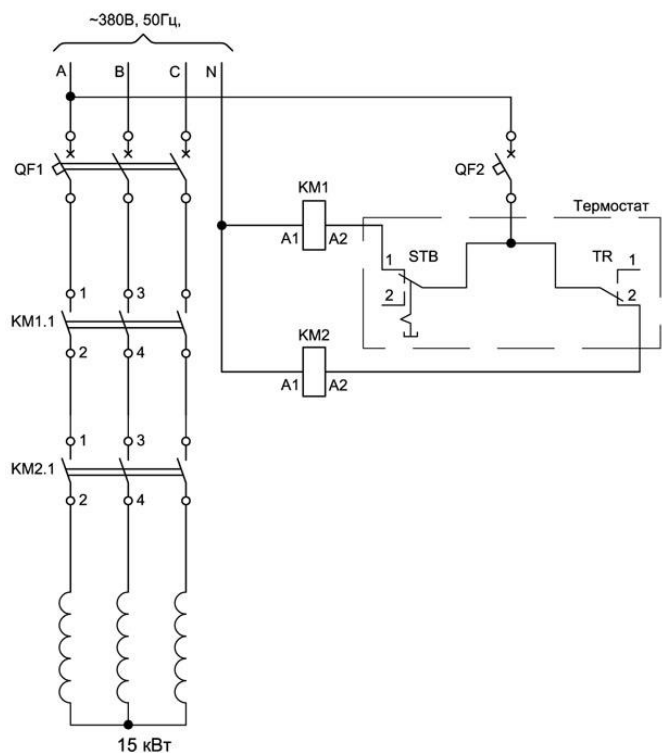 ~380В, 50Гц,
A B C N
QF1 QF2
KM1
Термостат
A1 A2
1 STB TR 1
2 2
1 3
KM1.1
2 4
KM2
A1 A2
1 3
KM2.1
2 4
15 кВт